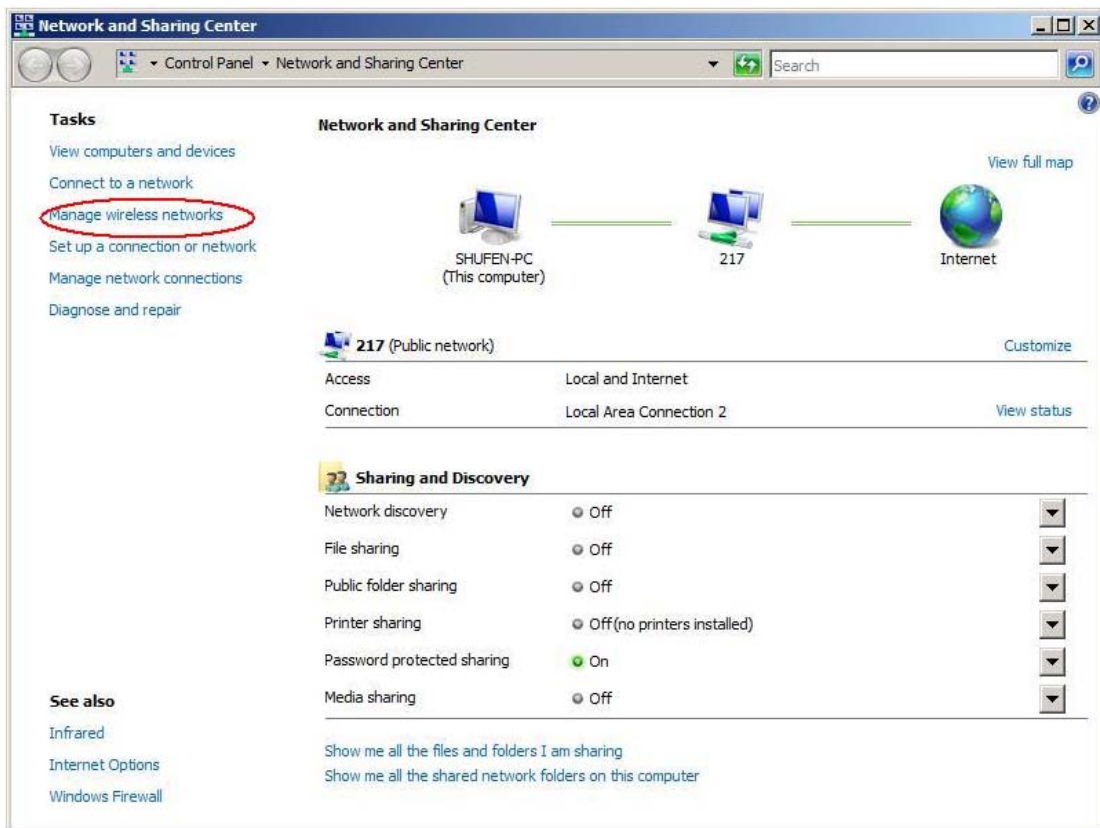 Network and Sharing Center
Control Panel Network and Sharing Center
Search
Tasks
View computers and devices
Connect to a network
Manage wireless networks
Set up a connection or network
Manage network connections
Diagnose and repair
See also
Infrared
Internet Options
Windows Firewall
Network and Sharing Center
View full map
SHUFEN-PC
(This computer)
217
Internet
217 (Public network) Customize
Access Local and Internet
Connection Local Area Connection 2 View status
Sharing and Discovery
Network discovery Off
File sharing Off
Public folder sharing Off
Printer sharing Off(no printers installed)
Password protected sharing On
Media sharing Off
Show me all the files and folders I am sharing
Show me all the shared network folders on this computer